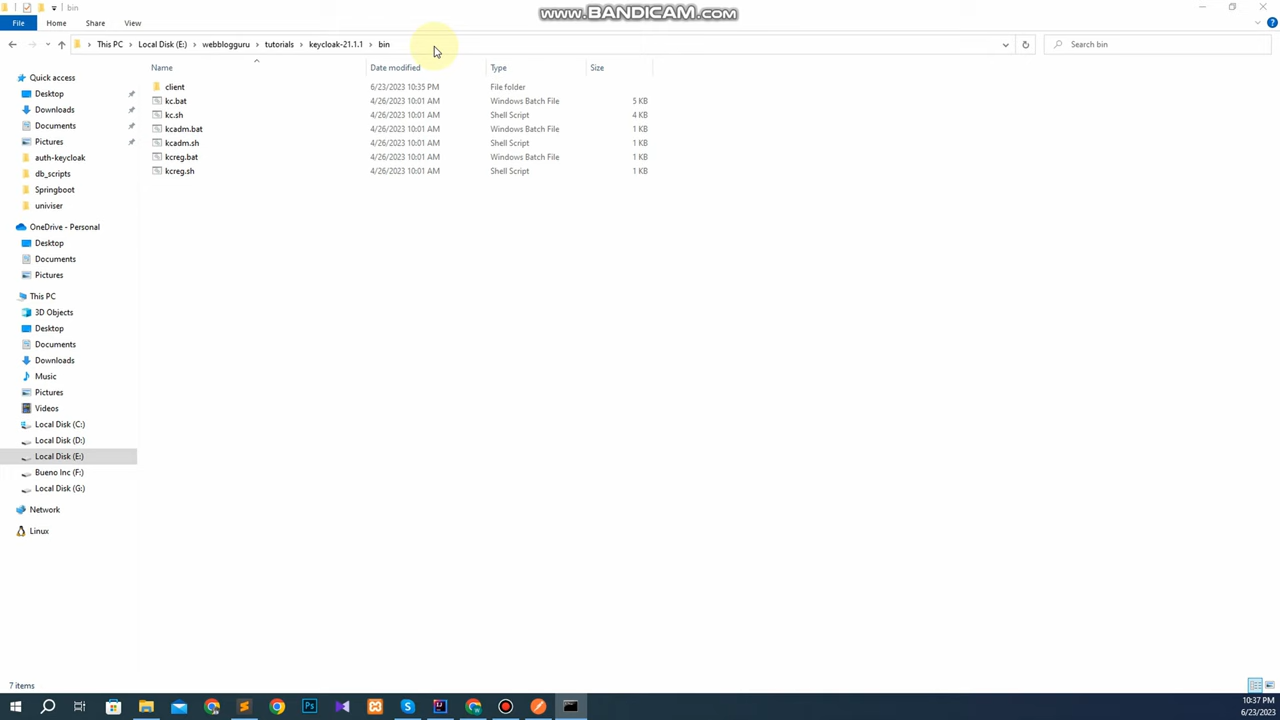 bin
www.BANDICAM.com
File Home Share View
This PC Local Disk (E:) webblogguru tutorials keycloak-21.1.1 bin
Search bin
Name Date modified Type Size
Quick access
Desktop
Downloads
Documents
Pictures
auth-keycloak
db_scripts
Springboot
univiser
OneDrive - Personal
Desktop
Documents
Pictures
This PC
3D Objects
Desktop
Documents
Downloads
Music
Pictures
Videos
Local Disk (C:)
Local Disk (D:)
Local Disk (E:)
Bueno Inc (F:)
Local Disk (G:)
Network
Linux
client 6/23/2023 10:35 PM File folder
kc.bat 4/26/2023 10:01 AM Windows Batch File 5 KB
kc.sh 4/26/2023 10:01 AM Shell Script 4 KB
kcadm.bat 4/26/2023 10:01 AM Windows Batch File 1 KB
kcadm.sh 4/26/2023 10:01 AM Shell Script 1 KB
kcreg.bat 4/26/2023 10:01 AM Windows Batch File 1 KB
kcreg.sh 4/26/2023 10:01 AM Shell Script 1 KB
7 items
10:37 PM
6/23/2023